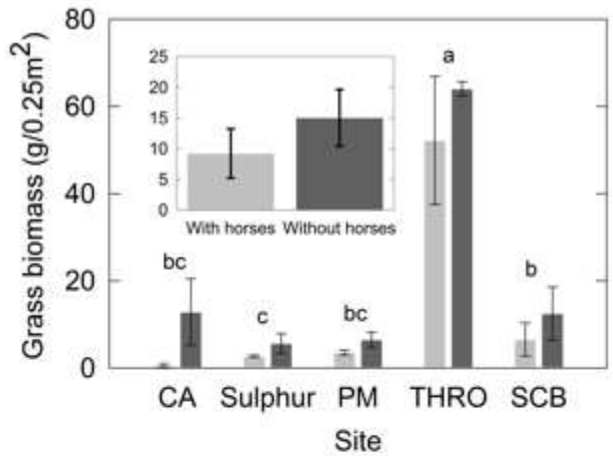 Grass biomass (g/0.25m²)
80
60
40
20
0
25
20
15
10
5
0
With horses Without horses
bc
c
bc
a
b
CA Sulphur PM THRO SCB
Site